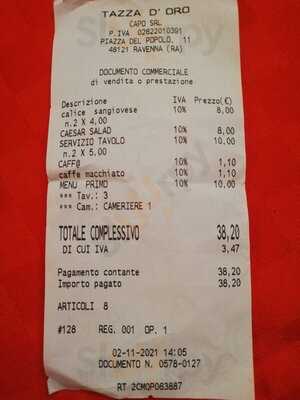 TAZZA D' ORO
CAPO SRL
P.IVA 02622010391
PIAZZA DEL POPOLO, 11
48121 RAVENNA (RA)
DOCUMENTO COMMERCIALE
di vendita o prestazione
Descrizione IVA Prezzo(€)
calice sangiovese 10% 8,00
n.2 X 4,00
CAESAR SALAD 10% 8,00
SERVIZIO TAVOLO 10% 10,00
n.2 X 5,00
CAFF@ 10% 1,10
caffe macchiato 10% 1,10
MENU PRIMO 10% 10,00
*** Tav.: 3
*** Cam.: CAMERIERE 1
TOTALE COMPLESSIVO 38,20
DI CUI IVA 3,47
Pagamento contante 38,20
Importo pagato 38,20
ARTICOLI 8
#128 REG. 001 OP. 1
02-11-2021 14:05
DOCUMENTO N. 0578-0127
RT 2CMOP063887